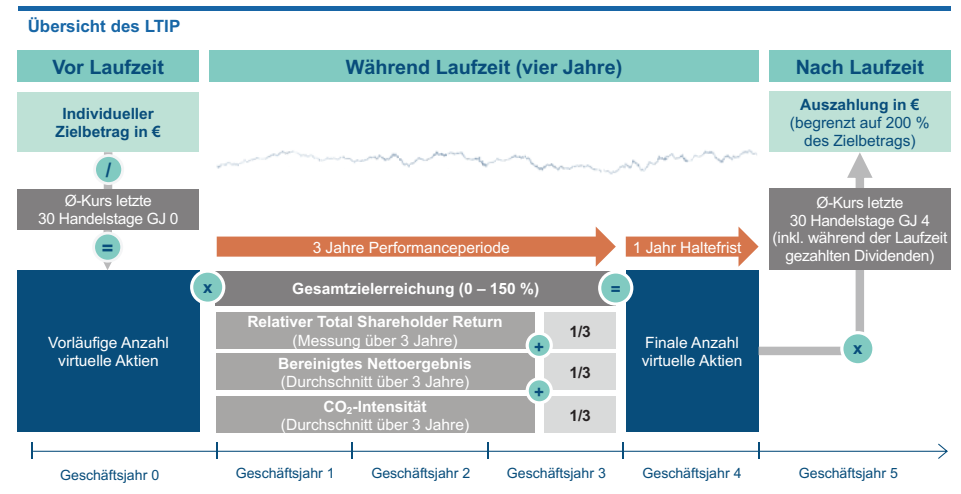 Übersicht des LTIP
Vor Laufzeit
Während Laufzeit (vier Jahre)
Nach Laufzeit
Individueller
Zielbetrag in €
/
Ø-Kurs letzte
30 Handelstage GJ 0
=
Vorläufige Anzahl
virtuelle Aktien
3 Jahre Performanceperiode
1 Jahr Haltefrist
x
Gesamtzielerreichung (0 – 150 %)
=
Relativer Total Shareholder Return
(Messung über 3 Jahre)
1/3
+
Bereinigtes Nettoergebnis
(Durchschnitt über 3 Jahre)
1/3
+
CO₂-Intensität
(Durchschnitt über 3 Jahre)
1/3
Finale Anzahl
virtuelle Aktien
x
Auszahlung in €
(begrenzt auf 200 %
des Zielbetrags)
Ø-Kurs letzte
30 Handelstage GJ 4
(inkl. während der Laufzeit
gezahlten Dividenden)
Geschäftsjahr 0
Geschäftsjahr 1
Geschäftsjahr 2
Geschäftsjahr 3
Geschäftsjahr 4
Geschäftsjahr 5